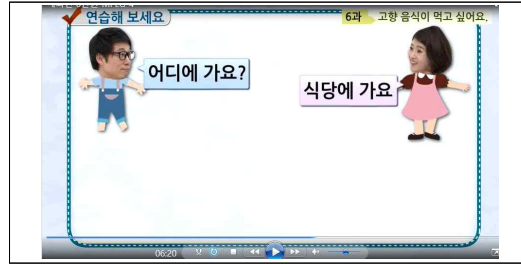 연습해 보세요
6과 고향 음식이 먹고 싶어요.
어디에 가요?
식당에 가요
06:20